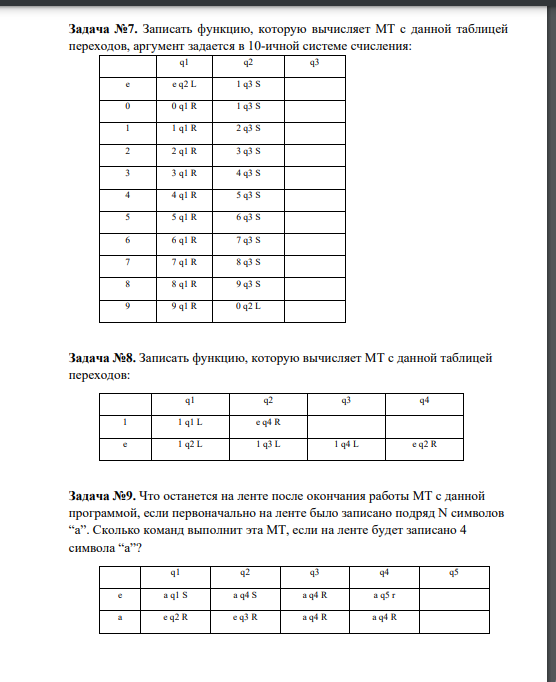 Задача №7. Записать функцию, которую вычисляет МТ с данной таблицей
переходов, аргумент задается в 10-ичной системе счисления:
q1 q2 q3
e e q2 L 1 q3 S
0 0 q1 R 1 q3 S
1 1 q1 R 2 q3 S
2 2 q1 R 3 q3 S
3 3 q1 R 4 q3 S
4 4 q1 R 5 q3 S
5 5 q1 R 6 q3 S
6 6 q1 R 7 q3 S
7 7 q1 R 8 q3 S
8 8 q1 R 9 q3 S
9 9 q1 R 0 q2 L
Задача №8. Записать функцию, которую вычисляет МТ с данной таблицей
переходов:
q1 q2 q3 q4
1 1 q1 L e q4 R
e 1 q2 L 1 q3 L 1 q4 L e q2 R
Задача №9. Что останется на ленте после окончания работы МТ с данной
программой, если первоначально на ленте было записано подряд N символов
“a”. Сколько команд выполнит эта МТ, если на ленте будет записано 4
символа “a”?
q1 q2 q3 q4 q5
e a q1 S a q4 S a q4 R a q5 r
a e q2 R e q3 R a q4 R a q4 R